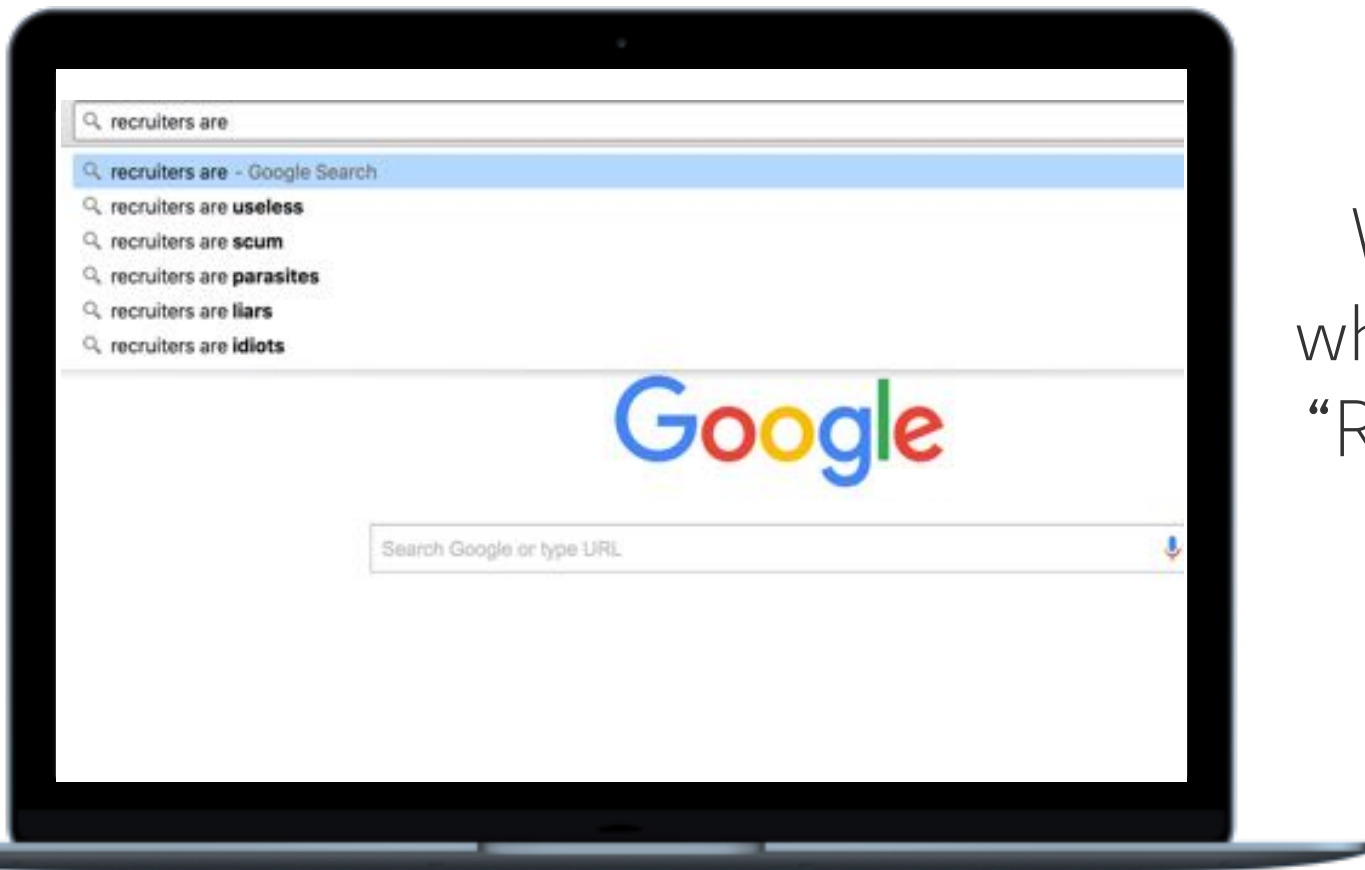 recruiters are
recruiters are - Google Search
recruiters are useless
recruiters are scum
recruiters are parasites
recruiters are liars
recruiters are idiots
Google
Search Google or type URL